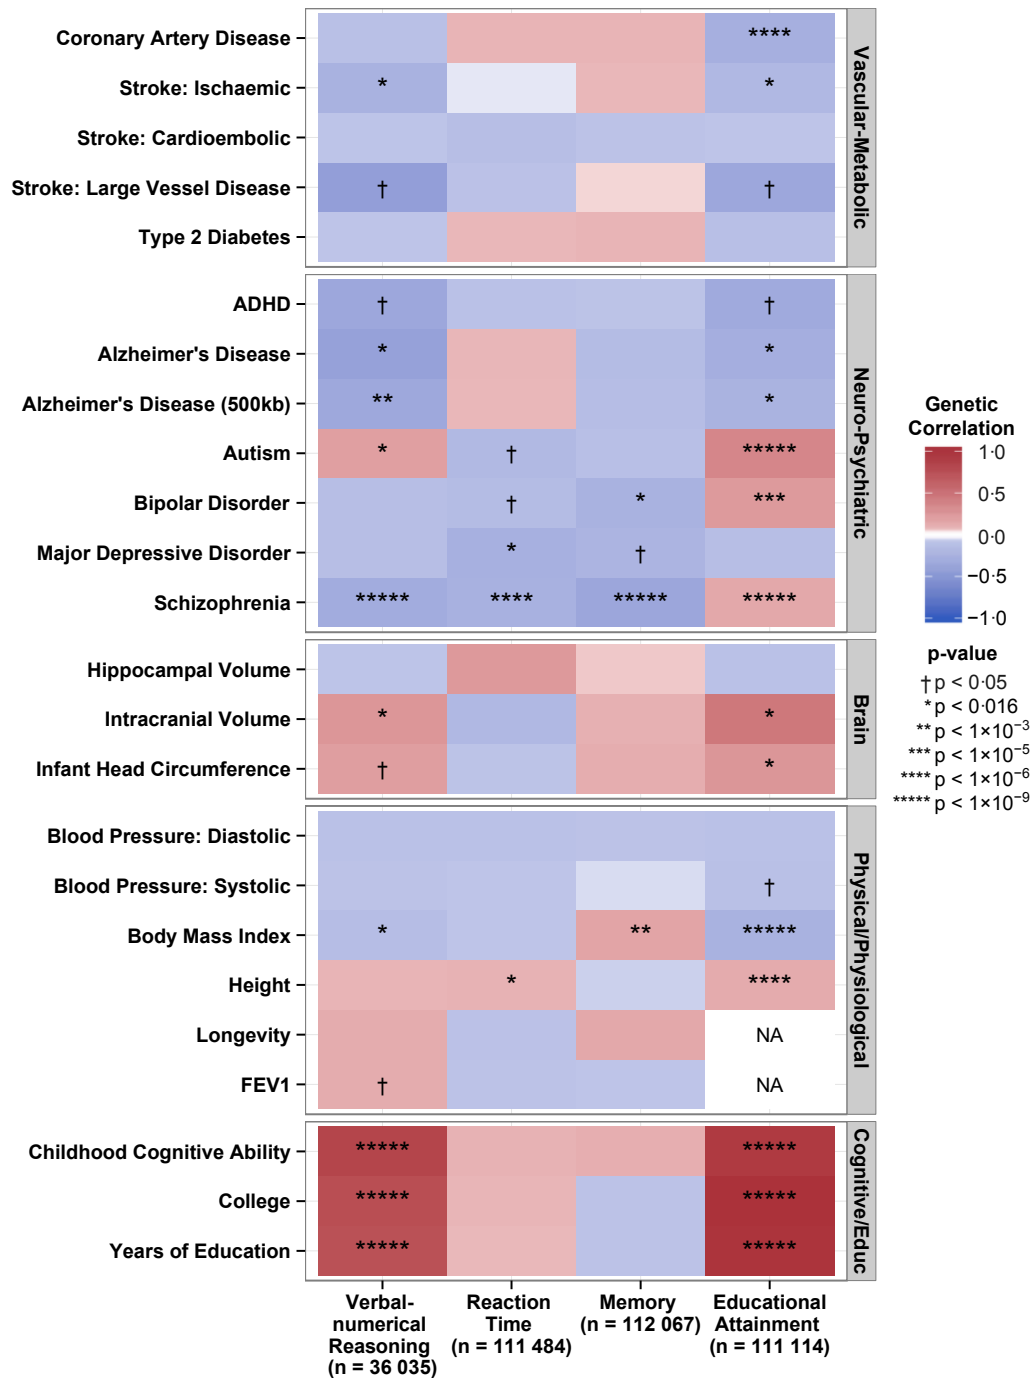 Coronary Artery Disease
****
Stroke: Ischaemic
* *
Stroke: Cardioembolic
Stroke: Large Vessel Disease
† †
Type 2 Diabetes
Vascular-Metabolic
ADHD
† †
Alzheimer's Disease
* *
Alzheimer's Disease (500kb)
** *
Autism
* † *****
Bipolar Disorder
† * ***
Major Depressive Disorder
* †
Schizophrenia
***** **** ***** *****
Neuro-Psychiatric
Hippocampal Volume
Intracranial Volume
* *
Infant Head Circumference
† *
Brain
Blood Pressure: Diastolic
Blood Pressure: Systolic
†
Body Mass Index
* ** *****
Height
* ****
Longevity
NA
FEV1
† NA
Physical/Physiological
Childhood Cognitive Ability
***** *****
College
***** *****
Years of Education
***** *****
Cognitive/Educ
Verbal-
numerical
Reasoning
(n = 36 035)
Reaction
Time
(n = 111 484)
Memory
(n = 112 067)
Educational
Attainment
(n = 111 114)
Genetic
Correlation
1·0
0·5
0·0
−0·5
−1·0
p-value
† p < 0·05
* p < 0·016
** p < 1×10⁻³
*** p < 1×10⁻⁵
**** p < 1×10⁻⁶
***** p < 1×10⁻⁹